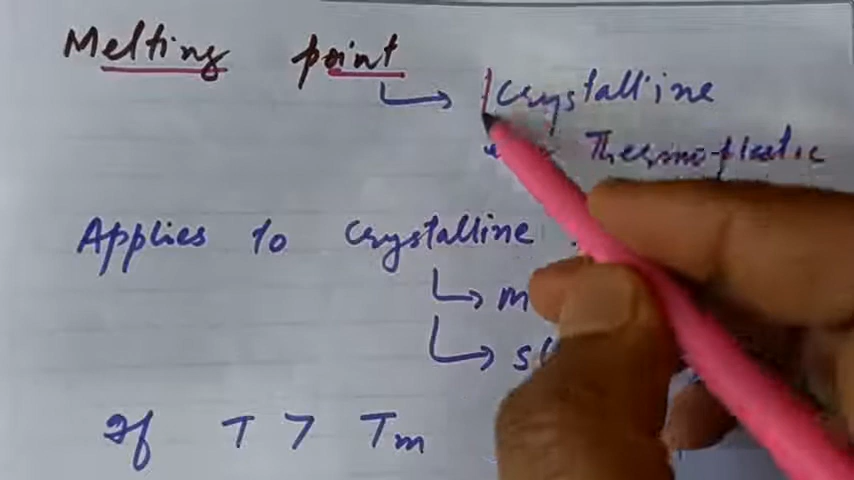 Melting point
Crystalline
Thermo-plastic
Applies to Crystalline
m
s
If T > Tm